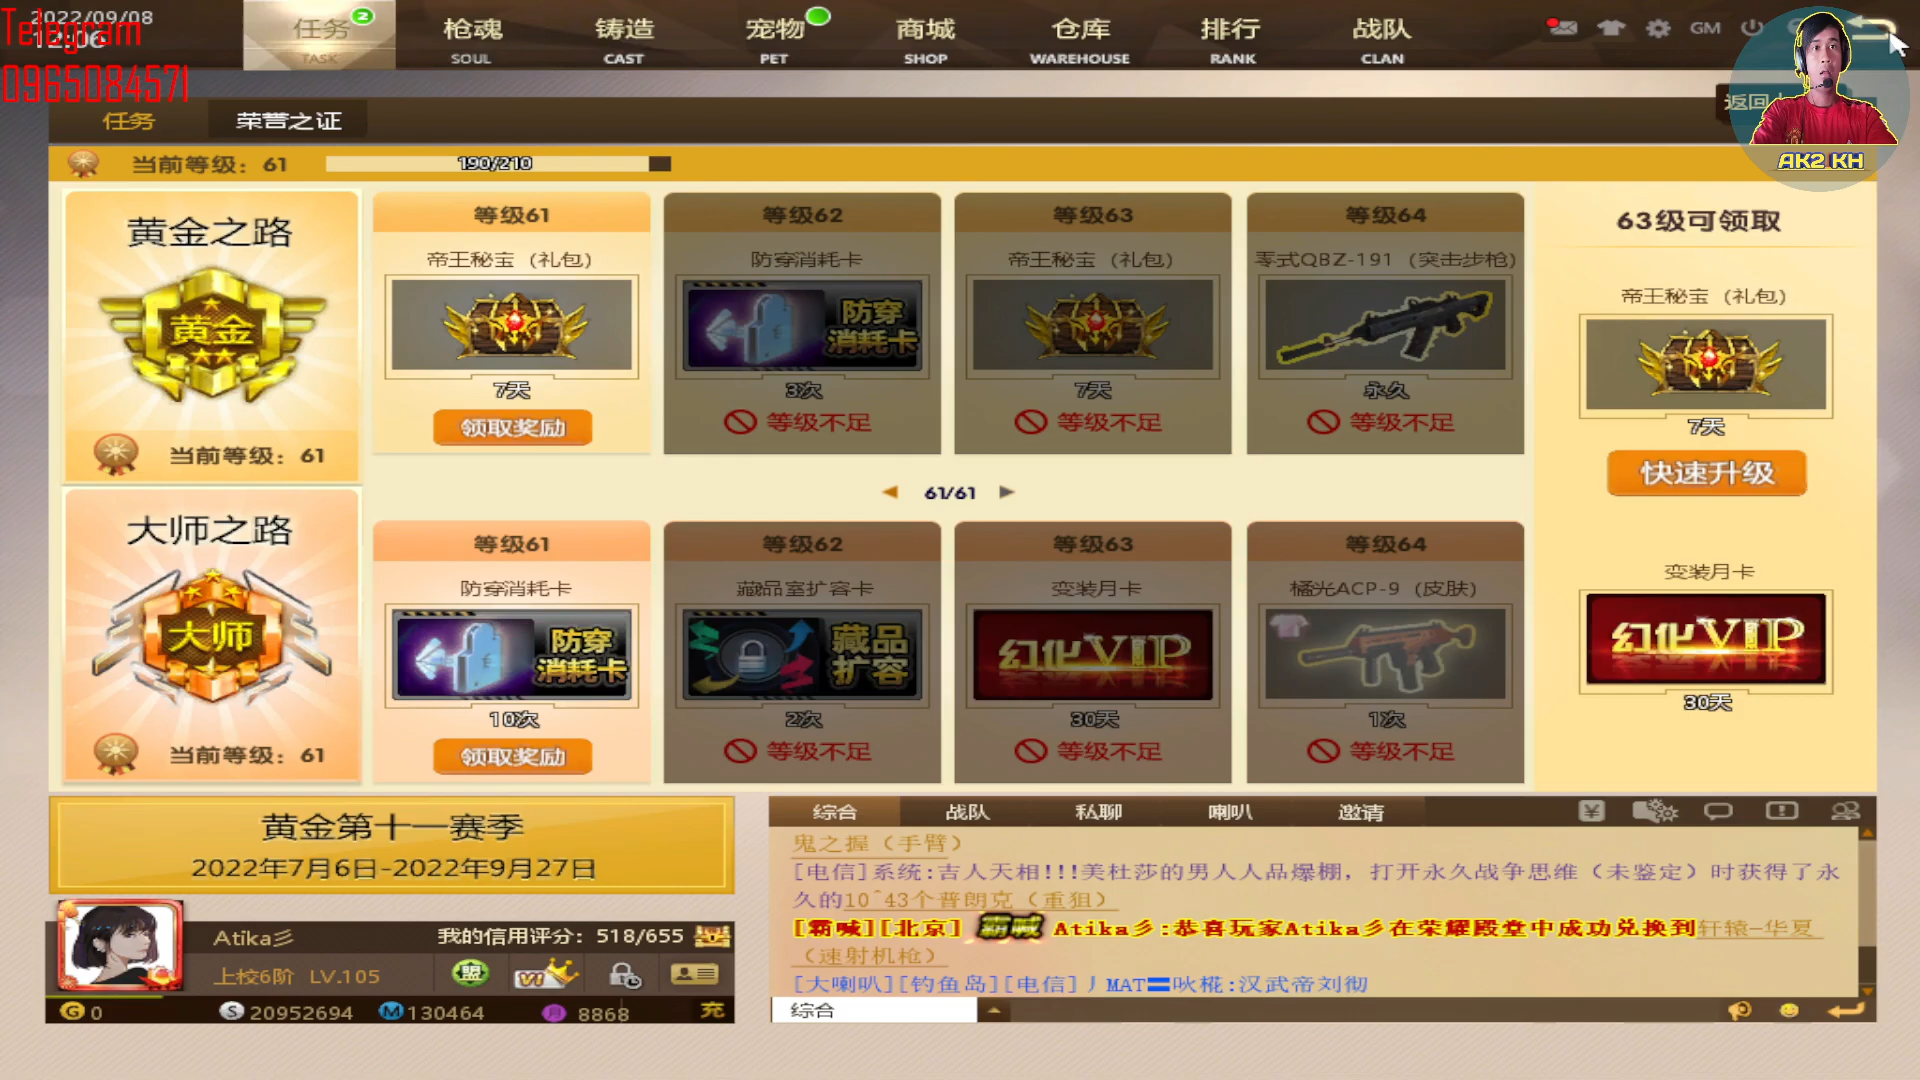 2022/09/08
Telegram
12:06
0965084571
任务
TASK
2
枪魂
SOUL
铸造
CAST
宠物
PET
商城
SHOP
仓库
WAREHOUSE
排行
RANK
战队
CLAN
GM
返回
AK2 KH
任务
荣誉之证
当前等级：61
190/210
黄金之路
黄金
当前等级：61
等级61
帝王秘宝（礼包）
7天
领取奖励
等级62
防穿消耗卡
防穿
消耗卡
3次
等级不足
等级63
帝王秘宝（礼包）
7天
等级不足
等级64
零式QBZ-191（突击步枪）
永久
等级不足
63级可领取
帝王秘宝（礼包）
7天
快速升级
变装月卡
幻化VIP
30天
61/61
大师之路
大师
当前等级：61
等级61
防穿消耗卡
防穿
消耗卡
10次
领取奖励
等级62
藏品室扩容卡
藏品
扩容
2次
等级不足
等级63
变装月卡
幻化VIP
30天
等级不足
等级64
橘光ACP-9（皮肤）
1次
等级不足
黄金第十一赛季
2022年7月6日-2022年9月27日
Atika彡
我的信用评分：518/655
上校6阶 LV.105
盟
VI
G 0
S 20952694
M 130464
月 8868
充
综合
战队
私聊
喇叭
邀请
鬼之握（手臂）
[电信]系统:吉人天相!!!美杜莎的男人人品爆棚，打开永久战争思维（未鉴定）时获得了永
久的10^43个普朗克（重狙）
[霸喊][北京] 霸喊 Atika彡:恭喜玩家Atika彡在荣耀殿堂中成功兑换到轩辕-华夏
（速射机枪）
[大喇叭][钓鱼岛][电信]丿MAT〓吙椛:汉武帝刘彻
综合